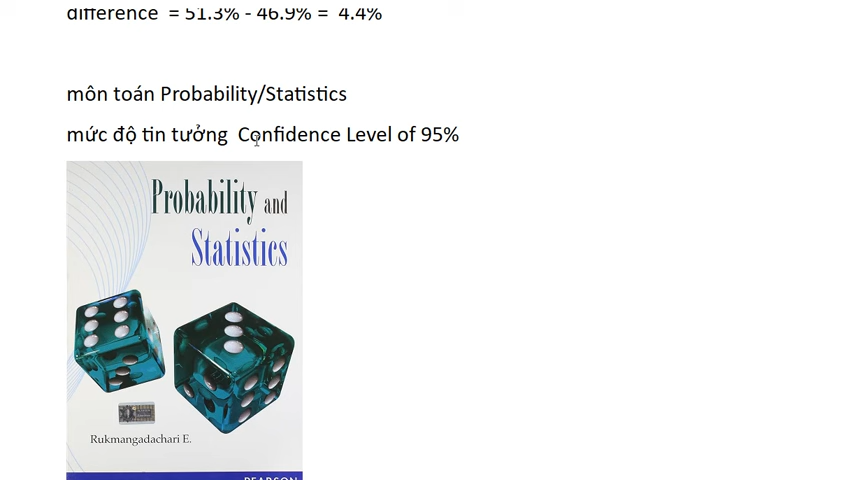 difference = 51.3% - 46.9% = 4.4%
môn toán Probability/Statistics
mức độ tin tưởng Confidence Level of 95%
Probability and
Statistics
Rukmangadachari E.
PEARSON